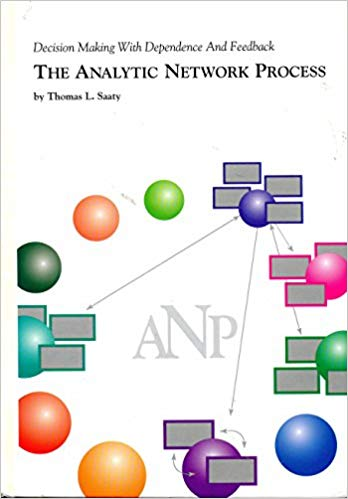 Decision Making With Dependence And Feedback
THE ANALYTIC NETWORK PROCESS
by Thomas L. Saaty
ANP